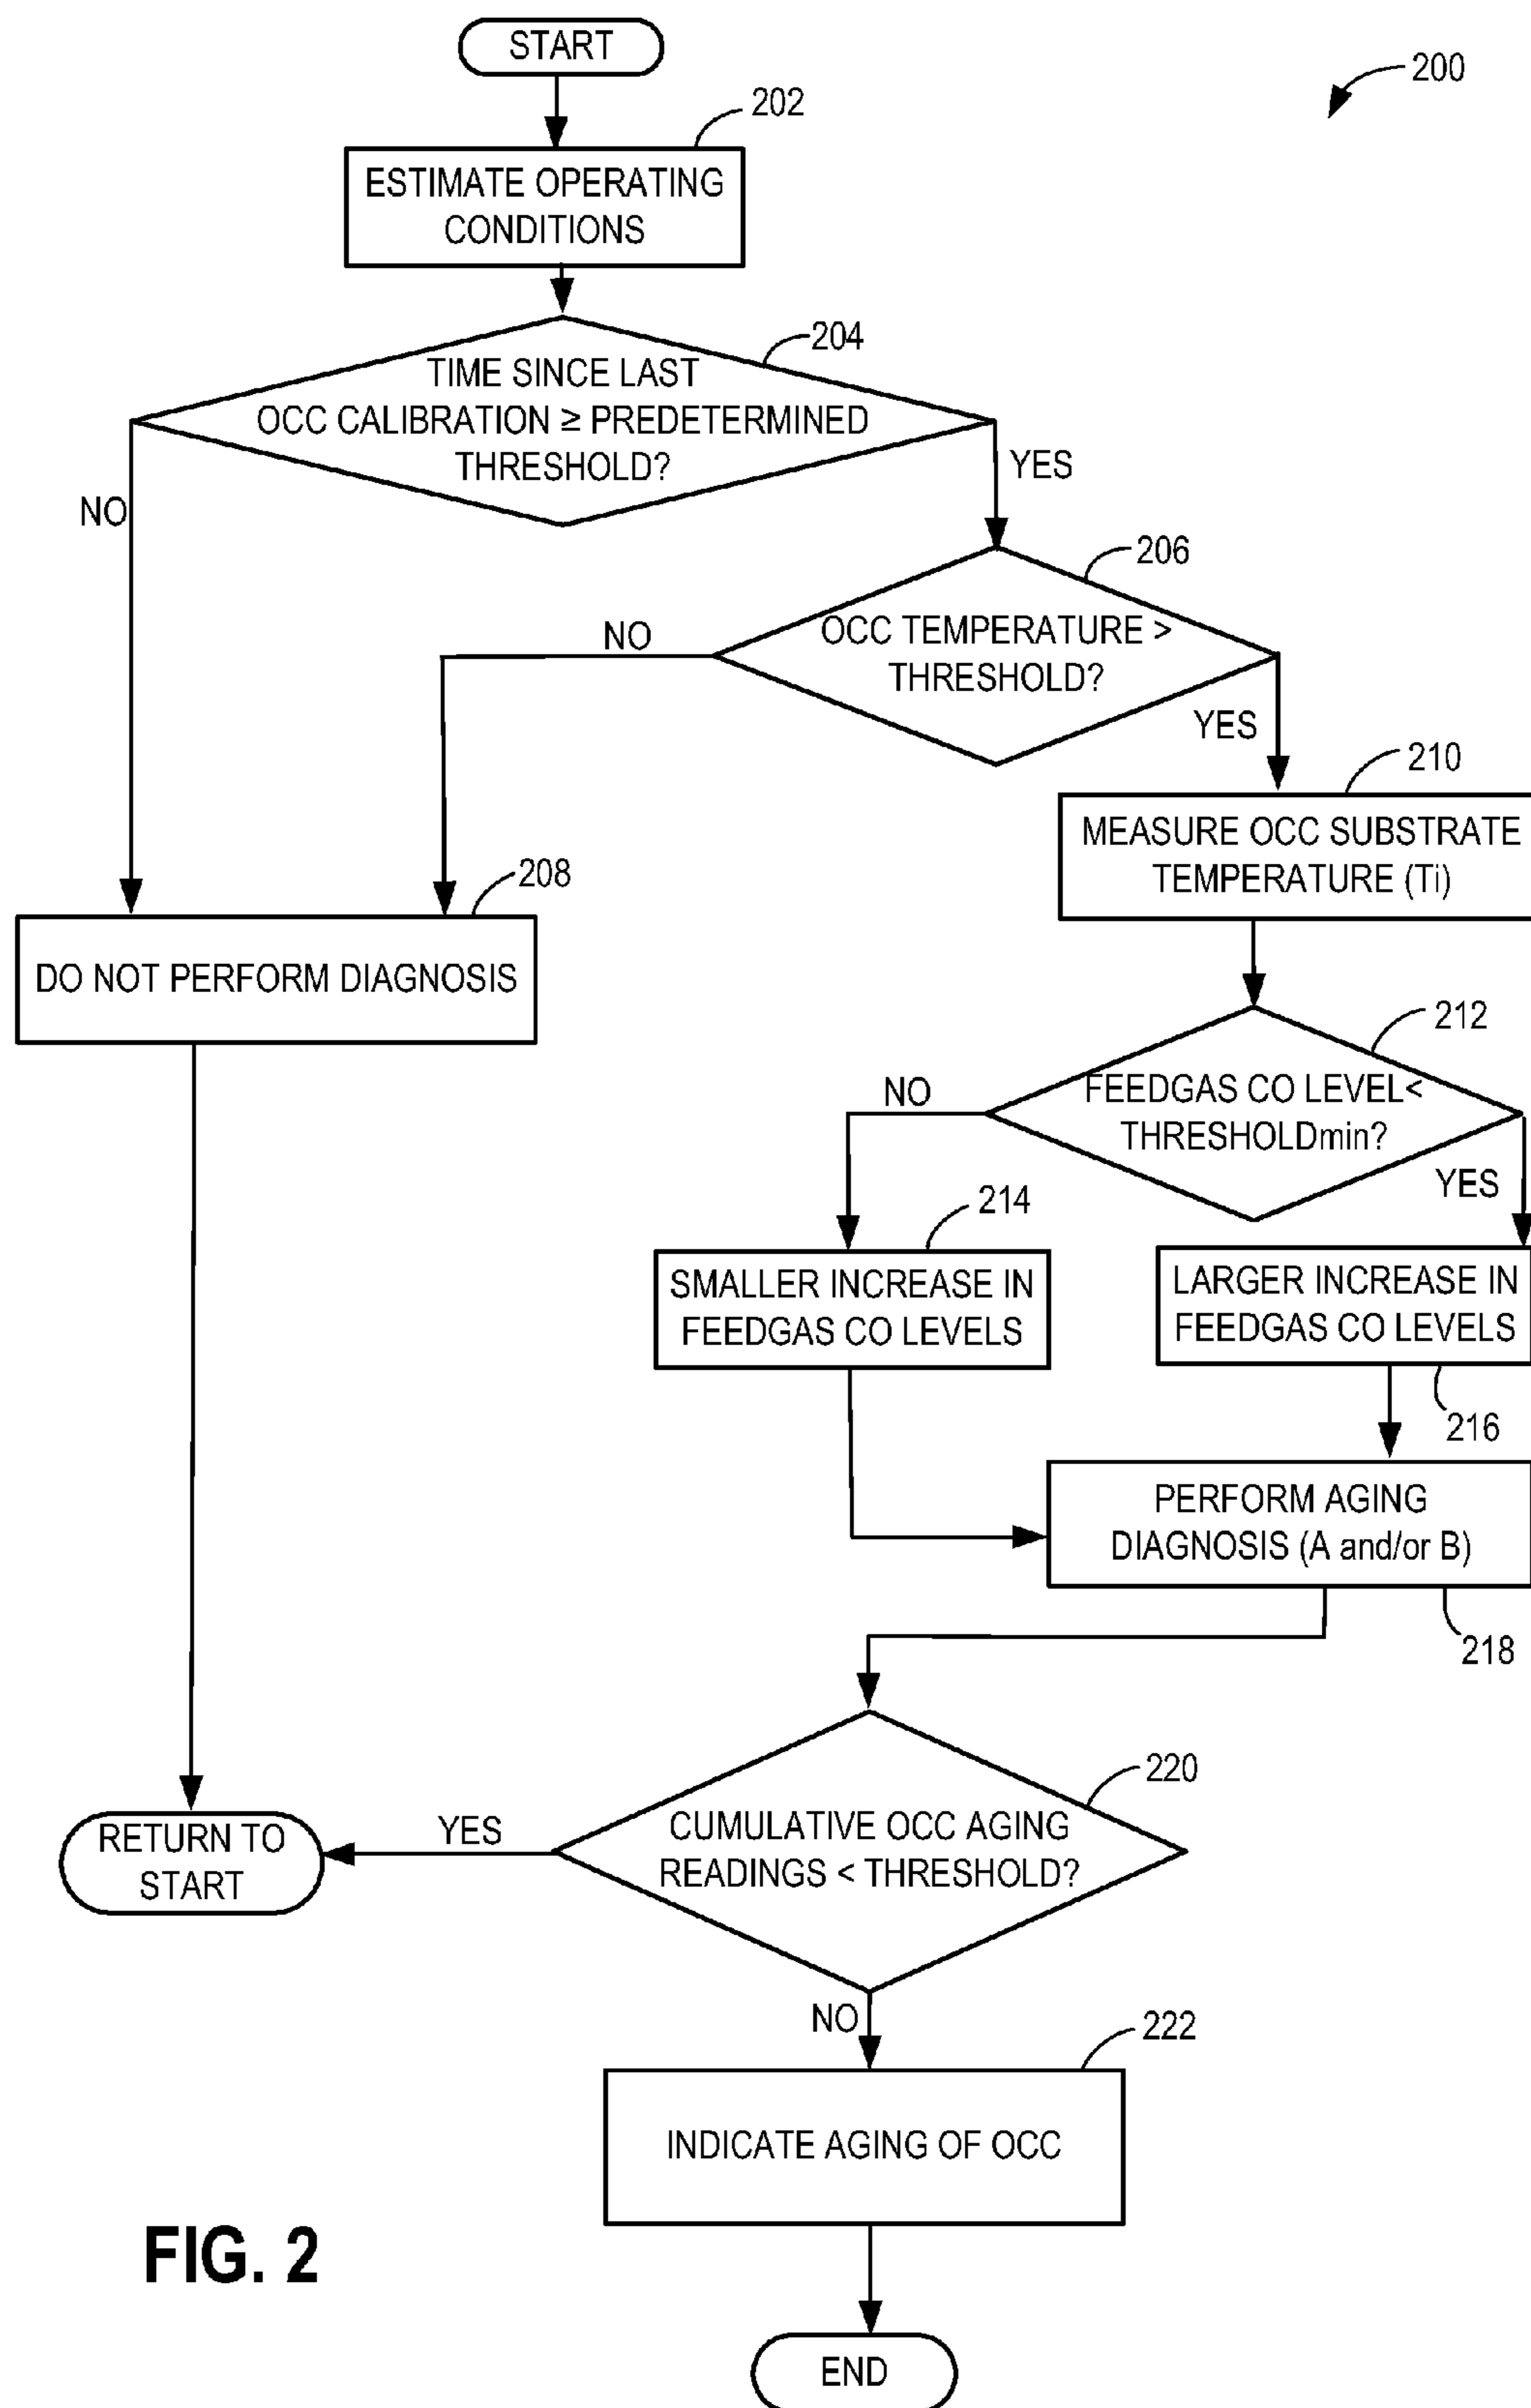 START
200
202
ESTIMATE OPERATING
CONDITIONS
204
TIME SINCE LAST
OCC CALIBRATION ≥ PREDETERMINED
THRESHOLD?
YES
NO
206
OCC TEMPERATURE >
THRESHOLD?
NO
YES
210
MEASURE OCC SUBSTRATE
TEMPERATURE (Ti)
208
DO NOT PERFORM DIAGNOSIS
212
FEEDGAS CO LEVEL<
THRESHOLDmin?
NO
YES
214
SMALLER INCREASE IN
FEEDGAS CO LEVELS
LARGER INCREASE IN
FEEDGAS CO LEVELS
216
PERFORM AGING
DIAGNOSIS (A and/or B)
218
220
CUMULATIVE OCC AGING
READINGS < THRESHOLD?
YES
RETURN TO
START
NO
222
INDICATE AGING OF OCC
FIG. 2
END